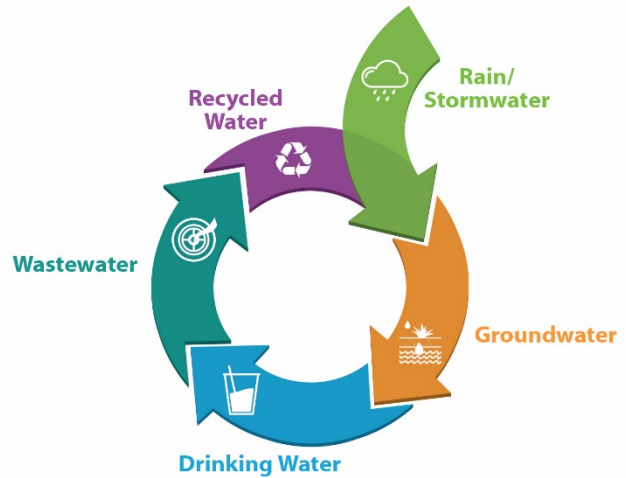 Rain/
Stormwater
Recycled
Water
Wastewater
Groundwater
Drinking Water